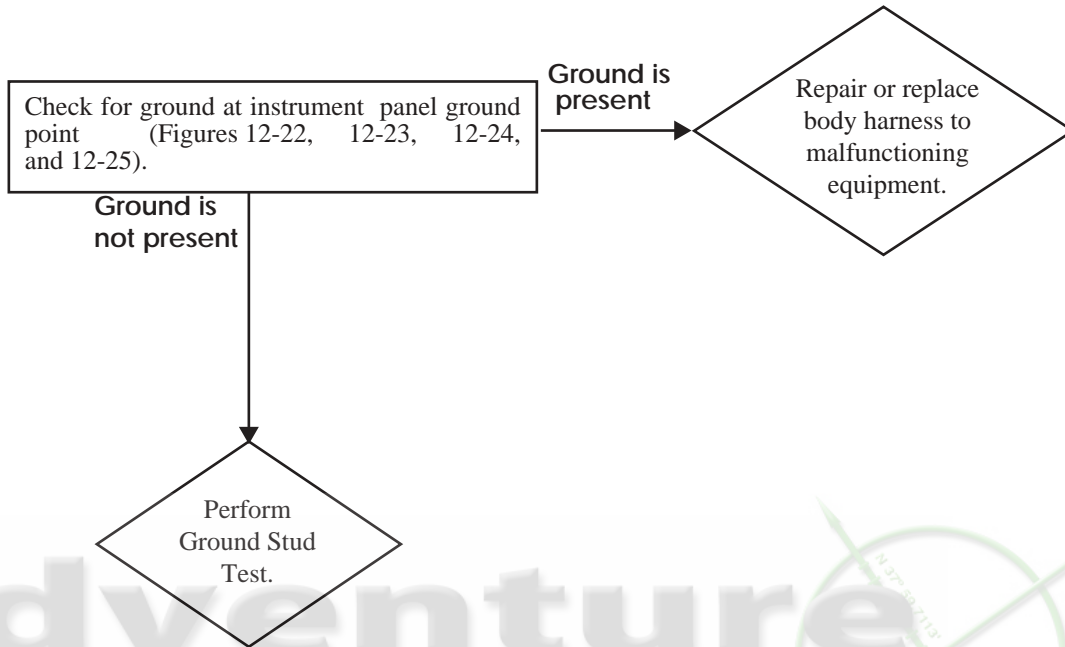 Check for ground at instrument panel ground
point (Figures 12-22, 12-23, 12-24,
and 12-25).
Ground is
present
Repair or replace
body harness to
malfunctioning
equipment.
Ground is
not present
Perform
Ground Stud
Test.
dventure